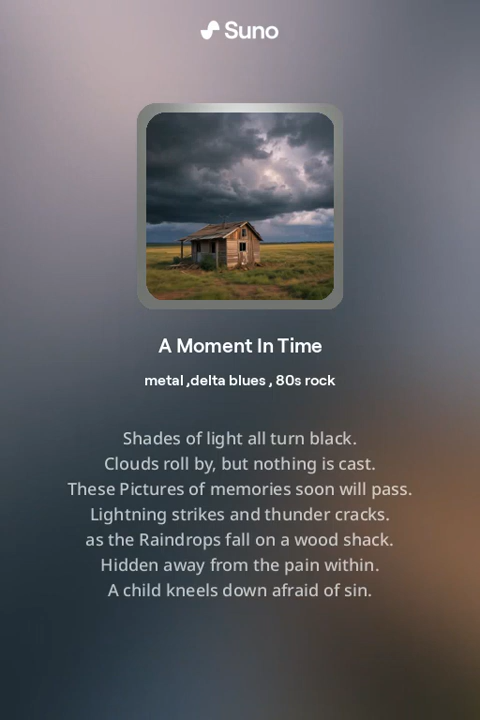 Suno
A Moment In Time
metal ,delta blues , 80s rock
Shades of light all turn black.
Clouds roll by, but nothing is cast.
These Pictures of memories soon will pass.
Lightning strikes and thunder cracks.
as the Raindrops fall on a wood shack.
Hidden away from the pain within.
A child kneels down afraid of sin.